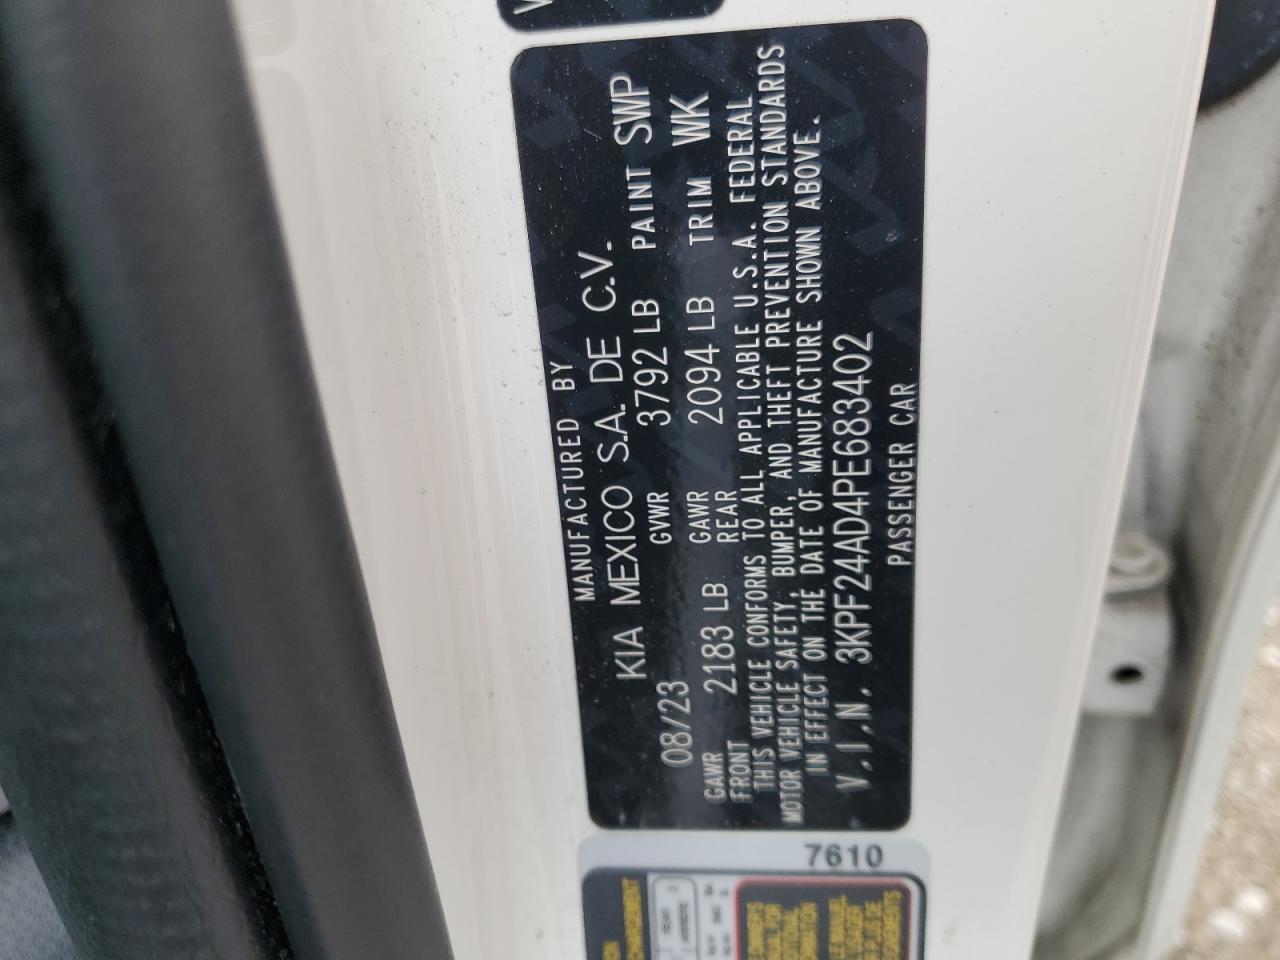 MANUFACTURED BY
KIA MEXICO S.A. DE C.V.
08/23 GVWR 3792 LB PAINT SWP
GAWR FRONT 2183 LB GAWR REAR 2094 LB TRIM WK
THIS VEHICLE CONFORMS TO ALL APPLICABLE U.S.A. FEDERAL
MOTOR VEHICLE SAFETY, BUMPER, AND THEFT PREVENTION STANDARDS
IN EFFECT ON THE DATE OF MANUFACTURE SHOWN ABOVE.
V.I.N. 3KPF24AD4PE683402
PASSENGER CAR
7610